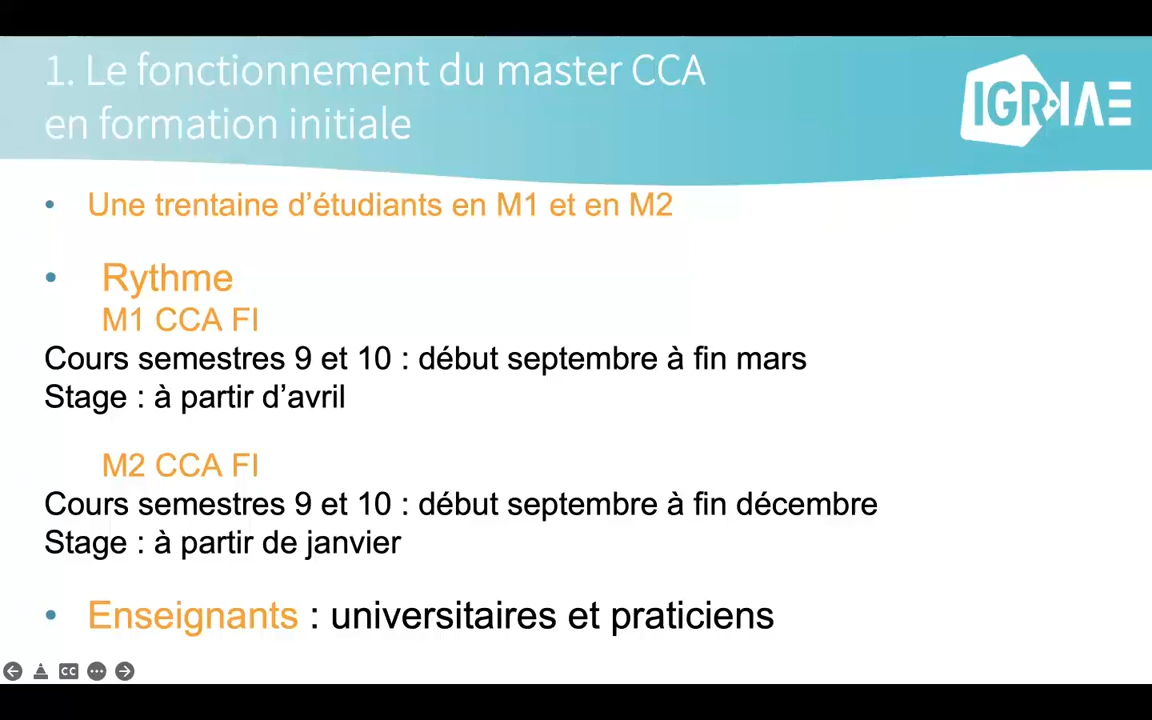 1. Le fonctionnement du master CCA
en formation initiale
IGR-IAE
• Une trentaine d’étudiants en M1 et en M2
• Rythme
M1 CCA FI
Cours semestres 9 et 10 : début septembre à fin mars
Stage : à partir d’avril
M2 CCA FI
Cours semestres 9 et 10 : début septembre à fin décembre
Stage : à partir de janvier
• Enseignants : universitaires et praticiens
CC